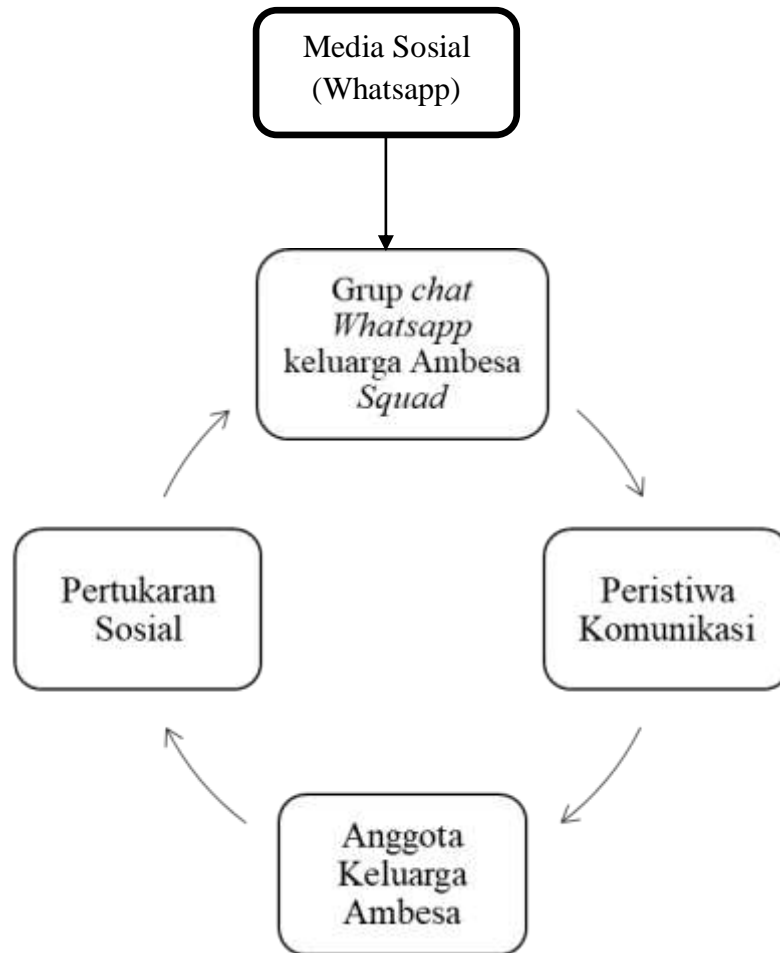 Media Sosial
(Whatsapp)
Grup chat
Whatsapp
keluarga Ambesa
Squad
Pertukaran
Sosial
Peristiwa
Komunikasi
Anggota
Keluarga
Ambesa